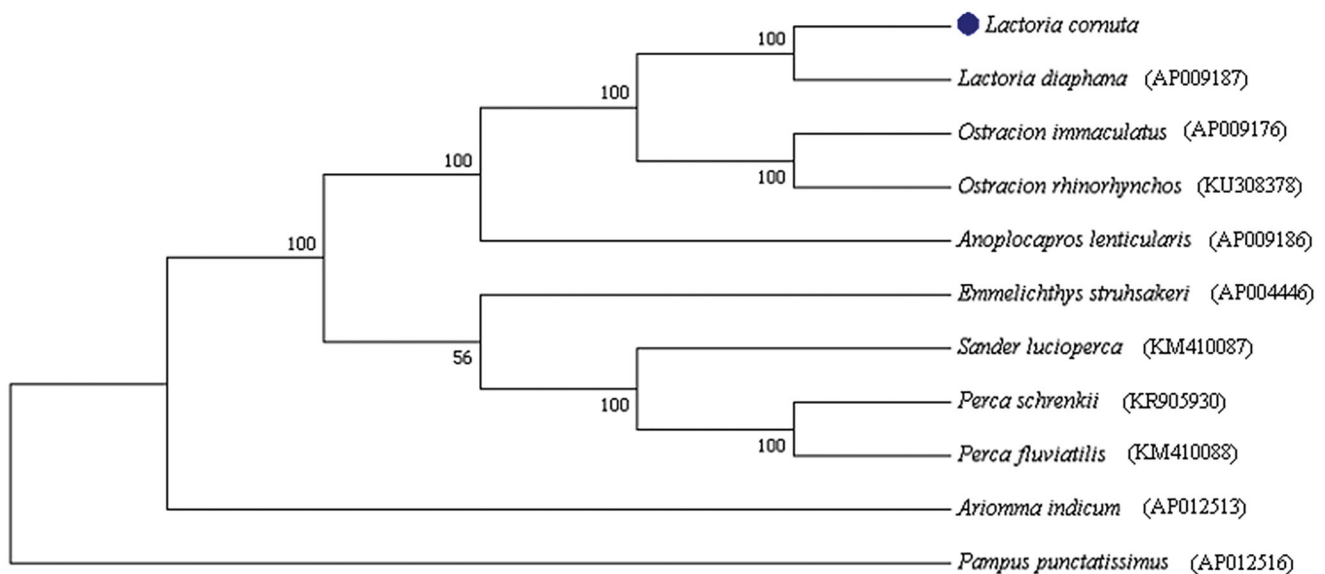 100
Lactoria cornuta
100
Lactoria diaphana (AP009187)
100
Ostracion immaculatus (AP009176)
100
Ostracion rhinorhynchos (KU308378)
100
Anoplocapros lenticularis (AP009186)
Emmelichthys struhsakeri (AP004446)
56
Sander lucioperca (KM410087)
100
Perca schrenkii (KR905930)
100
Perca fluviatilis (KM410088)
Ariomma indicum (AP012513)
Pampus punctatissimus (AP012516)